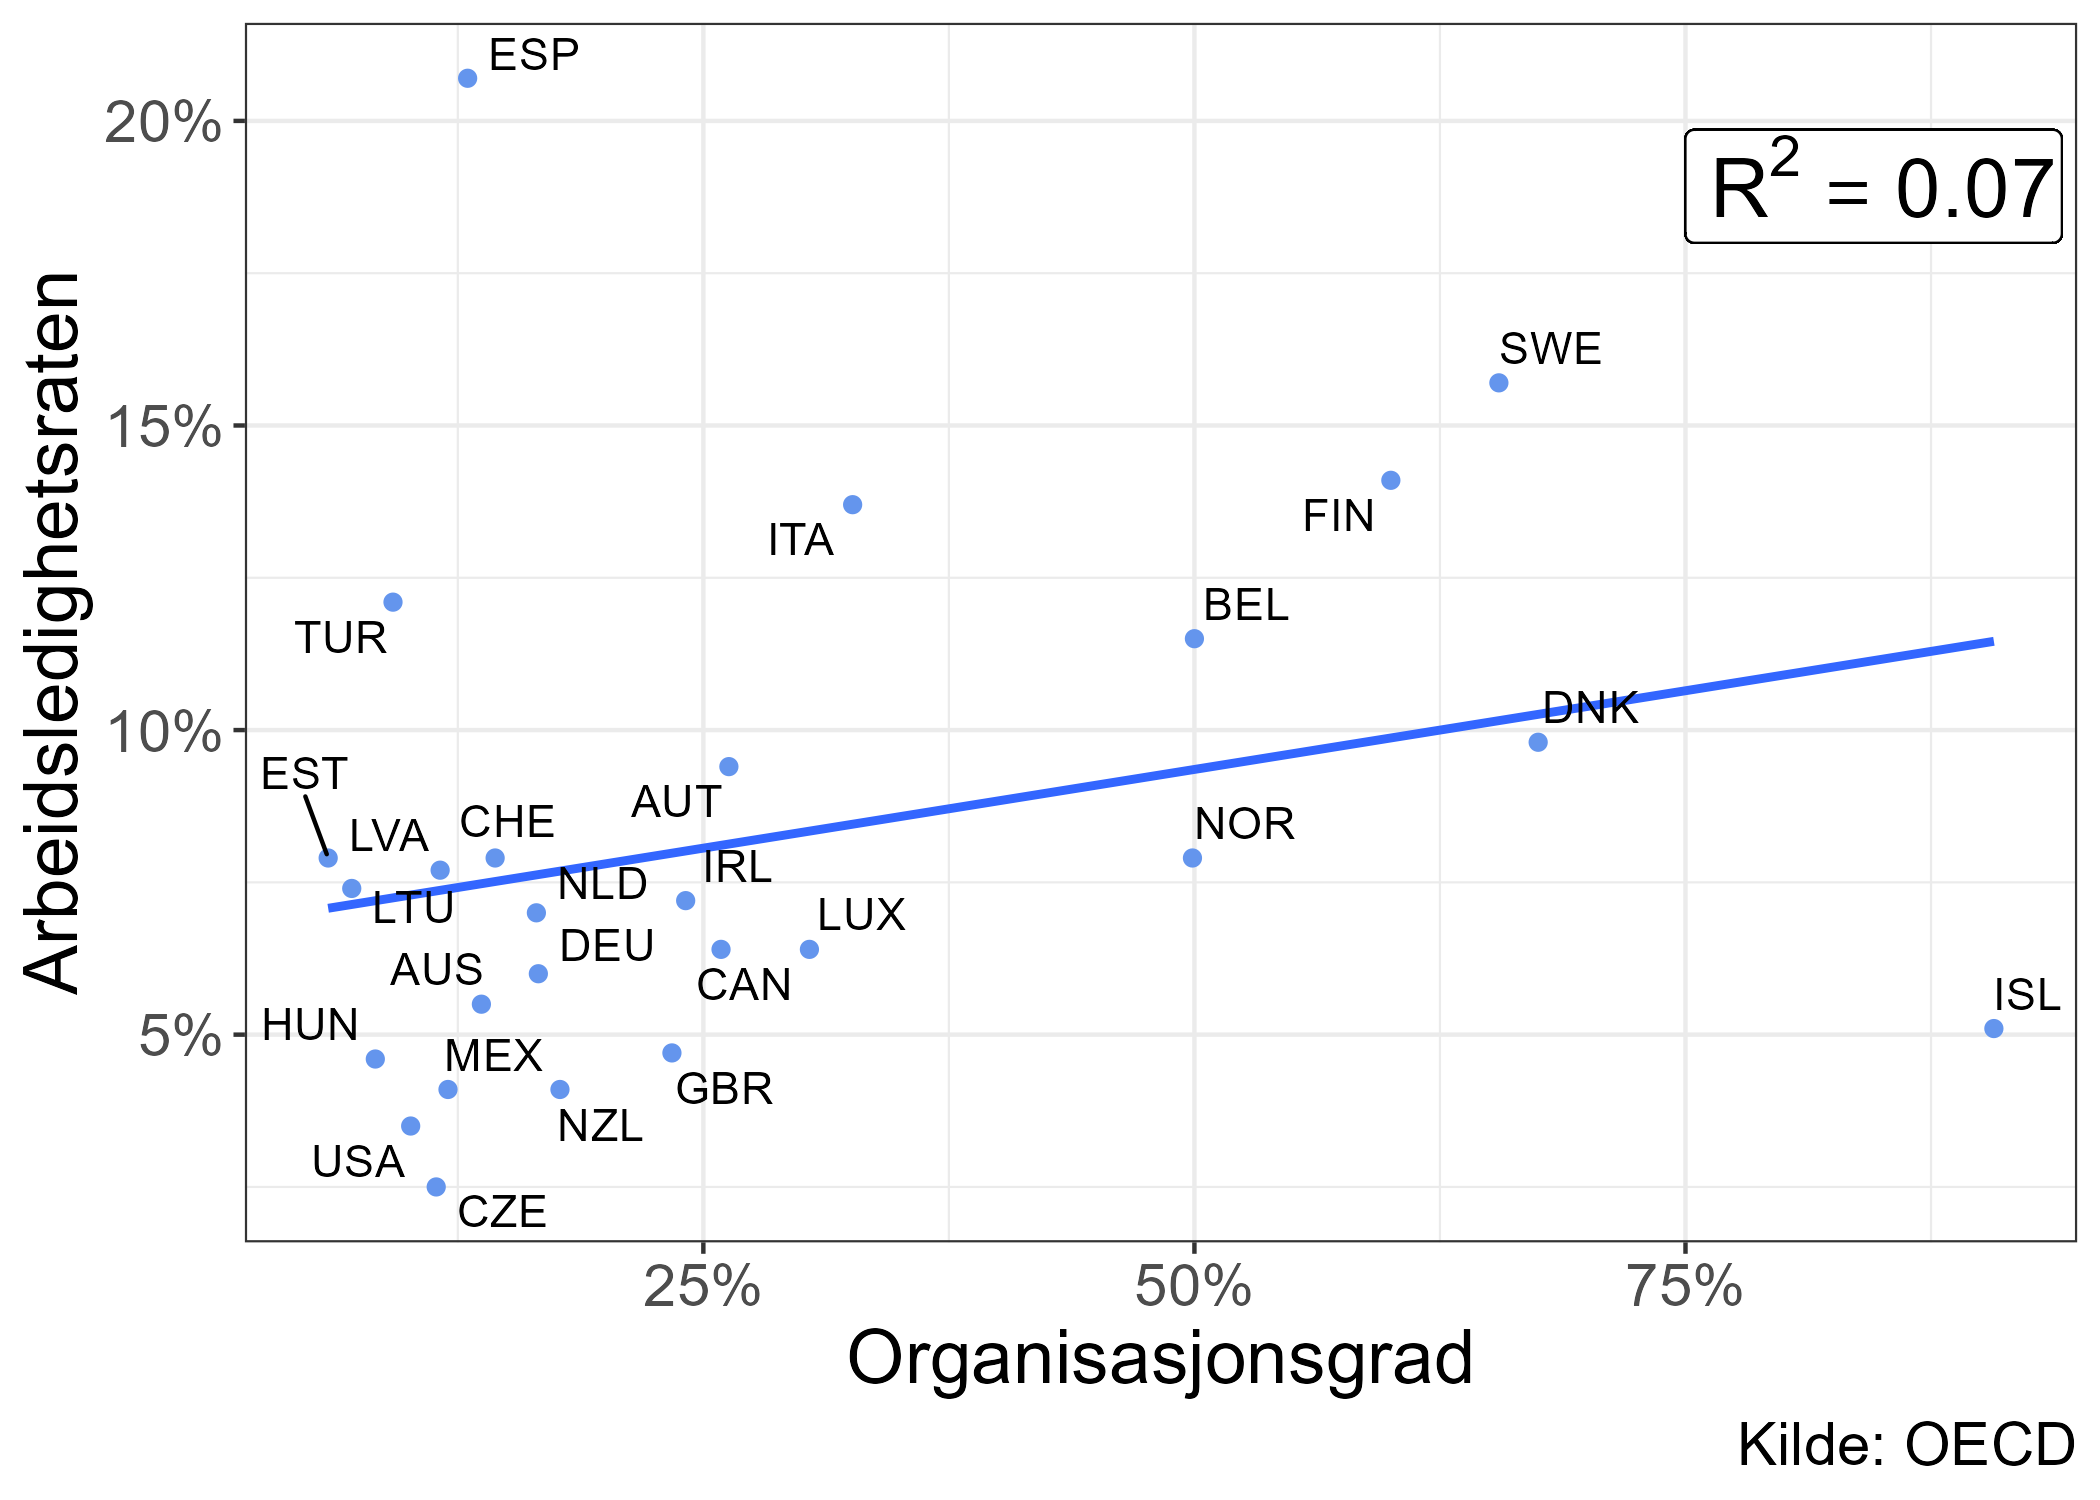 ESP
20%
R² = 0.07
SWE
15%
FIN
ITA
BEL
TUR
DNK
10%
EST
AUT
CHE
LVA
NOR
IRL
NLD
LTU
LUX
DEU
AUS
CAN
ISL
HUN
5%
MEX
GBR
NZL
USA
CZE
25%
50%
75%
Arbeidsledighetsraten
Organisasjonsgrad
Kilde: OECD